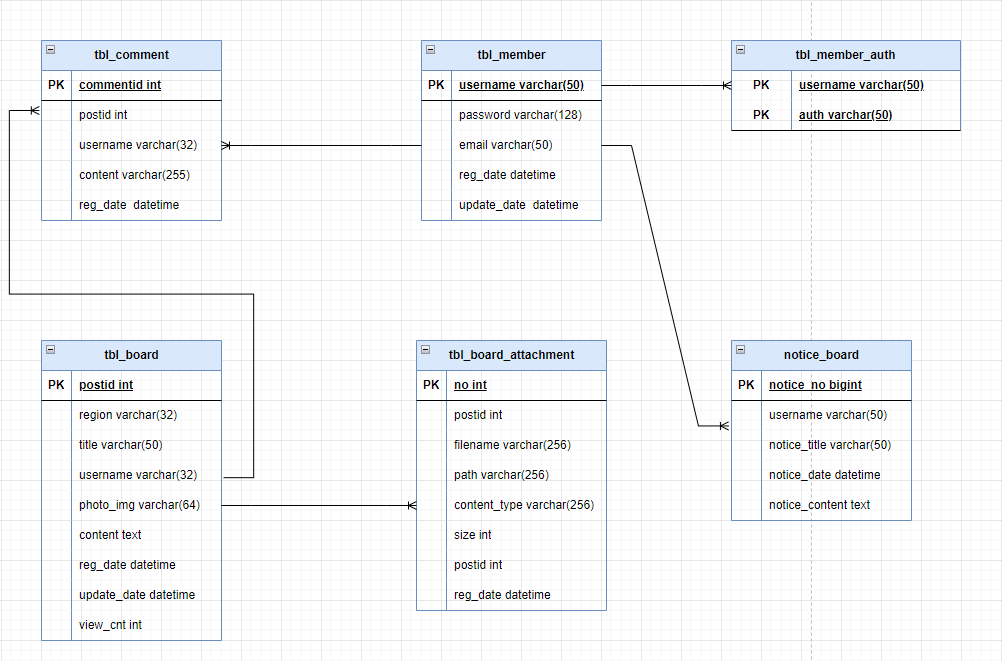 tbl_comment
PK commentid int
postid int
username varchar(32)
content varchar(255)
reg_date datetime
tbl_member
PK username varchar(50)
password varchar(128)
email varchar(50)
reg_date datetime
update_date datetime
tbl_member_auth
PK username varchar(50)
PK auth varchar(50)
tbl_board
PK postid int
region varchar(32)
title varchar(50)
username varchar(32)
photo_img varchar(64)
content text
reg_date datetime
update_date datetime
view_cnt int
tbl_board_attachment
PK no int
postid int
filename varchar(256)
path varchar(256)
content_type varchar(256)
size int
postid int
reg_date datetime
notice_board
PK notice_no bigint
username varchar(50)
notice_title varchar(50)
notice_date datetime
notice_content text